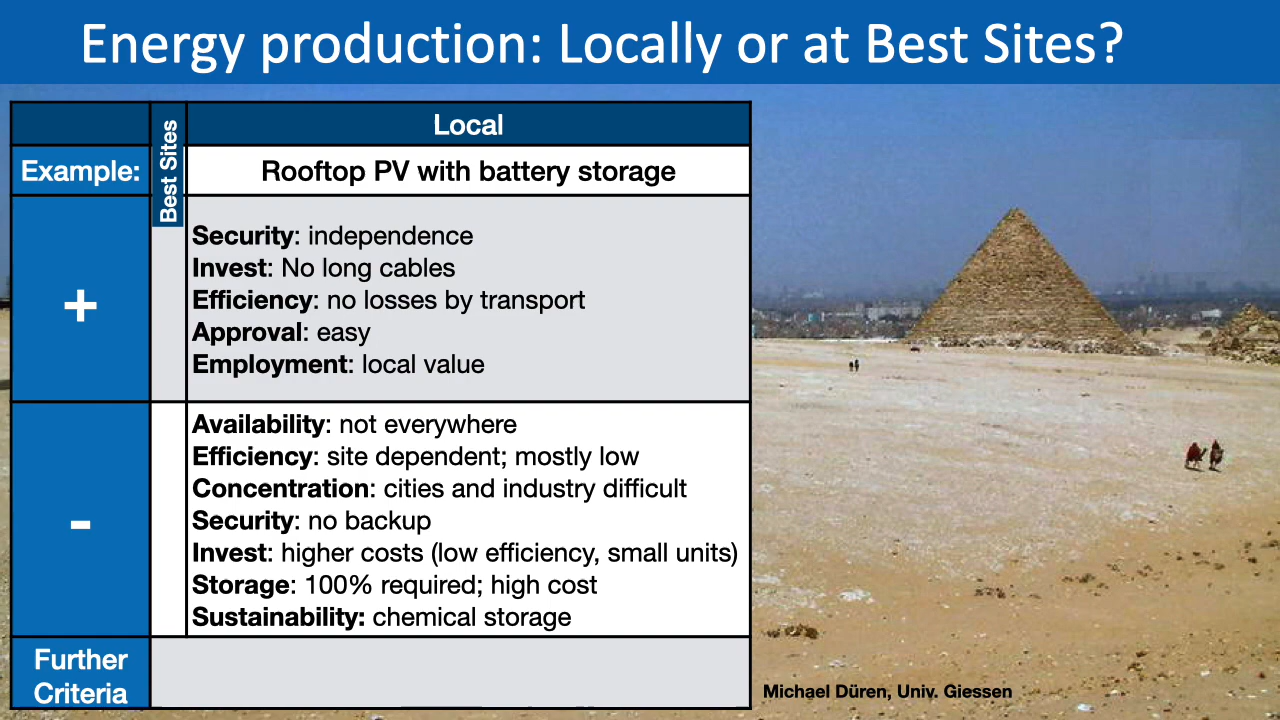 Energy production: Locally or at Best Sites?
Best Sites
Local
Example:
Rooftop PV with battery storage
+
Security: independence
Invest: No long cables
Efficiency: no losses by transport
Approval: easy
Employment: local value
-
Availability: not everywhere
Efficiency: site dependent; mostly low
Concentration: cities and industry difficult
Security: no backup
Invest: higher costs (low efficiency, small units)
Storage: 100% required; high cost
Sustainability: chemical storage
Further
Criteria
Michael Düren, Univ. Giessen